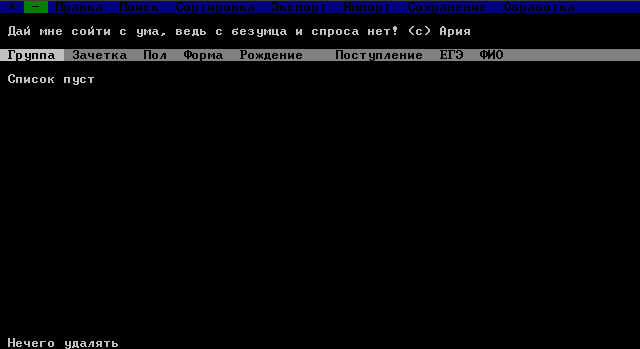 + - Правка Поиск Сортировка Экспорт Импорт Сохранение Обработка
Дай мне сойти с ума, ведь с безумца и спроса нет! (с) Ария
Группа Зачетка Пол Форма Рождение Поступление ЕГЭ ФИО
Список пуст
Нечего удалять